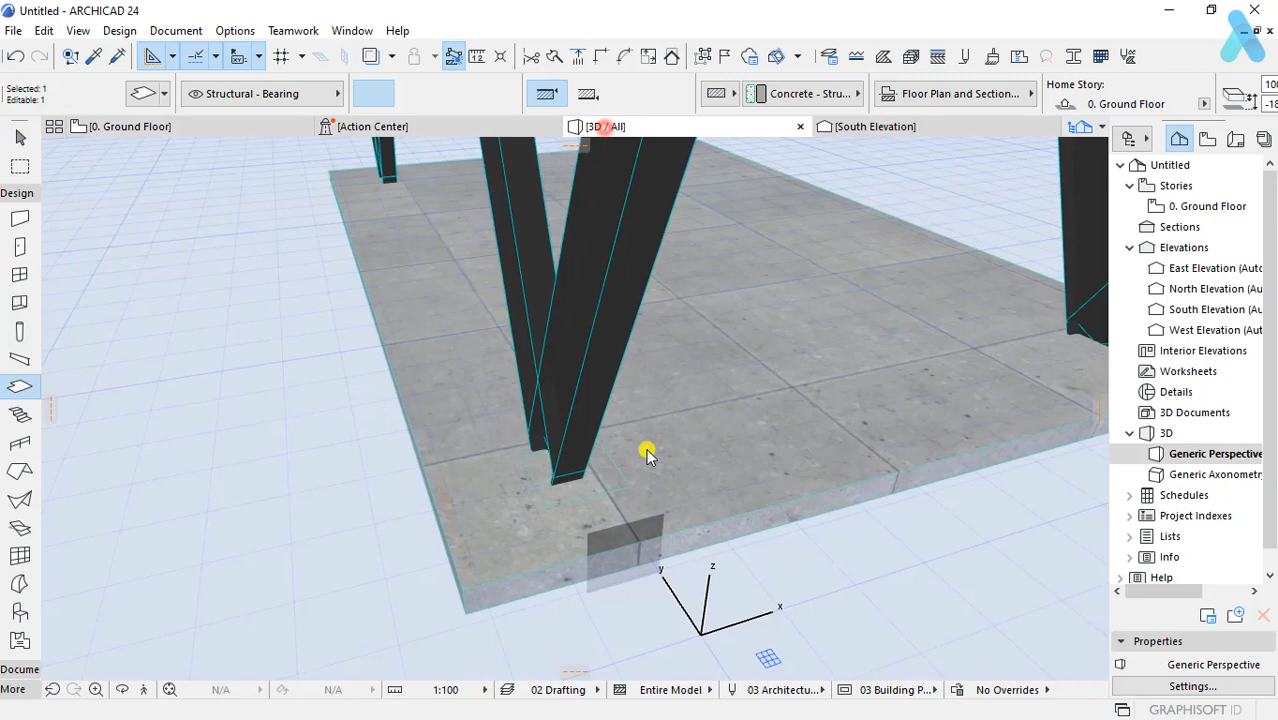 Untitled - ARCHICAD 24
File Edit View Design Document Options Teamwork Window Help
Selected: 1
Editable: 1
Structural - Bearing
Concrete - Stru...
Floor Plan and Section...
Home Story:
0. Ground Floor
[0. Ground Floor]
[Action Center]
[3D / All]
[South Elevation]
Design
Docume
More
x
y
z
Untitled
Stories
0. Ground Floor
Sections
Elevations
East Elevation (Auto
North Elevation (Au
South Elevation (Au
West Elevation (Aut
Interior Elevations
Worksheets
Details
3D Documents
3D
Generic Perspective
Generic Axonometry
Schedules
Project Indexes
Lists
Info
Help
Properties
Generic Perspective
Settings...
N/A
N/A
1:100
02 Drafting
Entire Model
03 Architectu...
03 Building P...
No Overrides
GRAPHISOFT ID